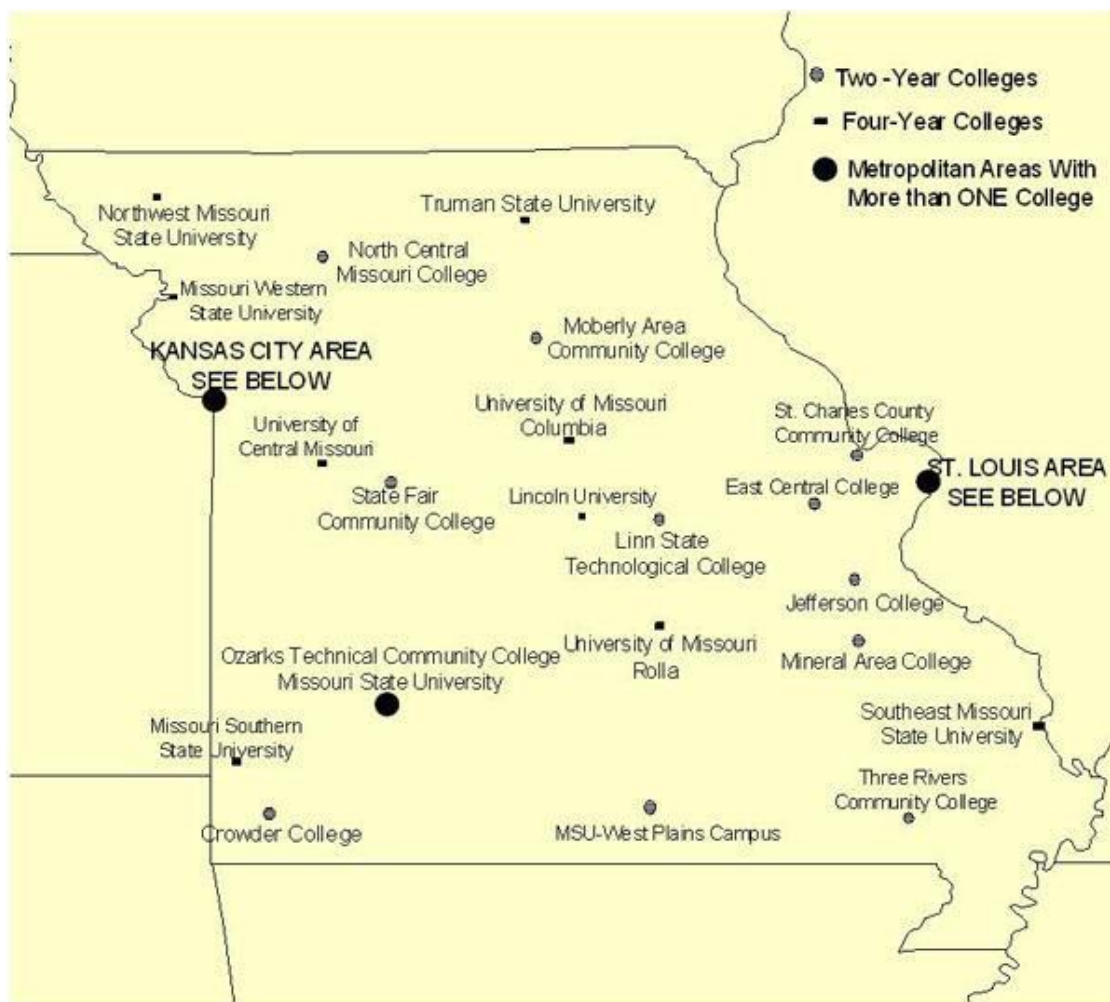 Two -Year Colleges
Four-Year Colleges
Metropolitan Areas With
More than ONE College
Northwest Missouri
State University
Truman State University
North Central
Missouri College
Missouri Western
State University
Moberly Area
Community College
KANSAS CITY AREA
SEE BELOW
University of Missouri
Columbia
St. Charles County
Community College
University of
Central Missouri
ST. LOUIS AREA
SEE BELOW
East Central College
State Fair
Community College
Lincoln University
Linn State
Technological College
Jefferson College
Ozarks Technical Community College
Missouri State University
University of Missouri
Rolla
Mineral Area College
Missouri Southern
State University
Southeast Missouri
State University
Three Rivers
Community College
Crowder College
MSU-West Plains Campus